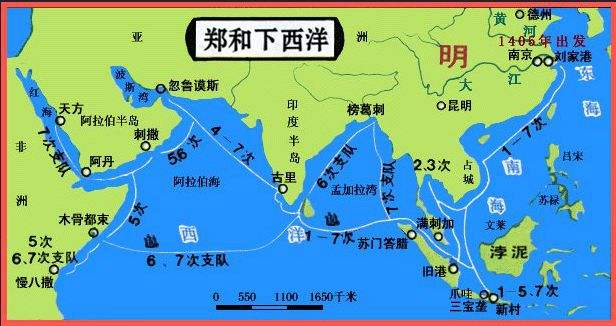 德州
黄河
郑和下西洋
亚
洲
1405年出发
明
南京
刘家港
大江
东海
波斯湾
忽鲁谟斯
红海
天方
阿拉伯半岛
印度半岛
榜葛剌
昆明
刺撒
7次支队
4-7次
1-7次
非
洲
阿丹
56次
古里
6次支队
1次支队
2.3次
占城
南海
吕宋
阿拉伯海
孟加拉湾
5次
苏禄
木骨都束
西
洋
1-7次
满刺加
文莱
苏门答腊
浡泥
5次
6.7次支队
6、7次支队
慢八撒
旧港
爪哇
三宝垄
新村
1-5.7次
0 550 1100 1650千米